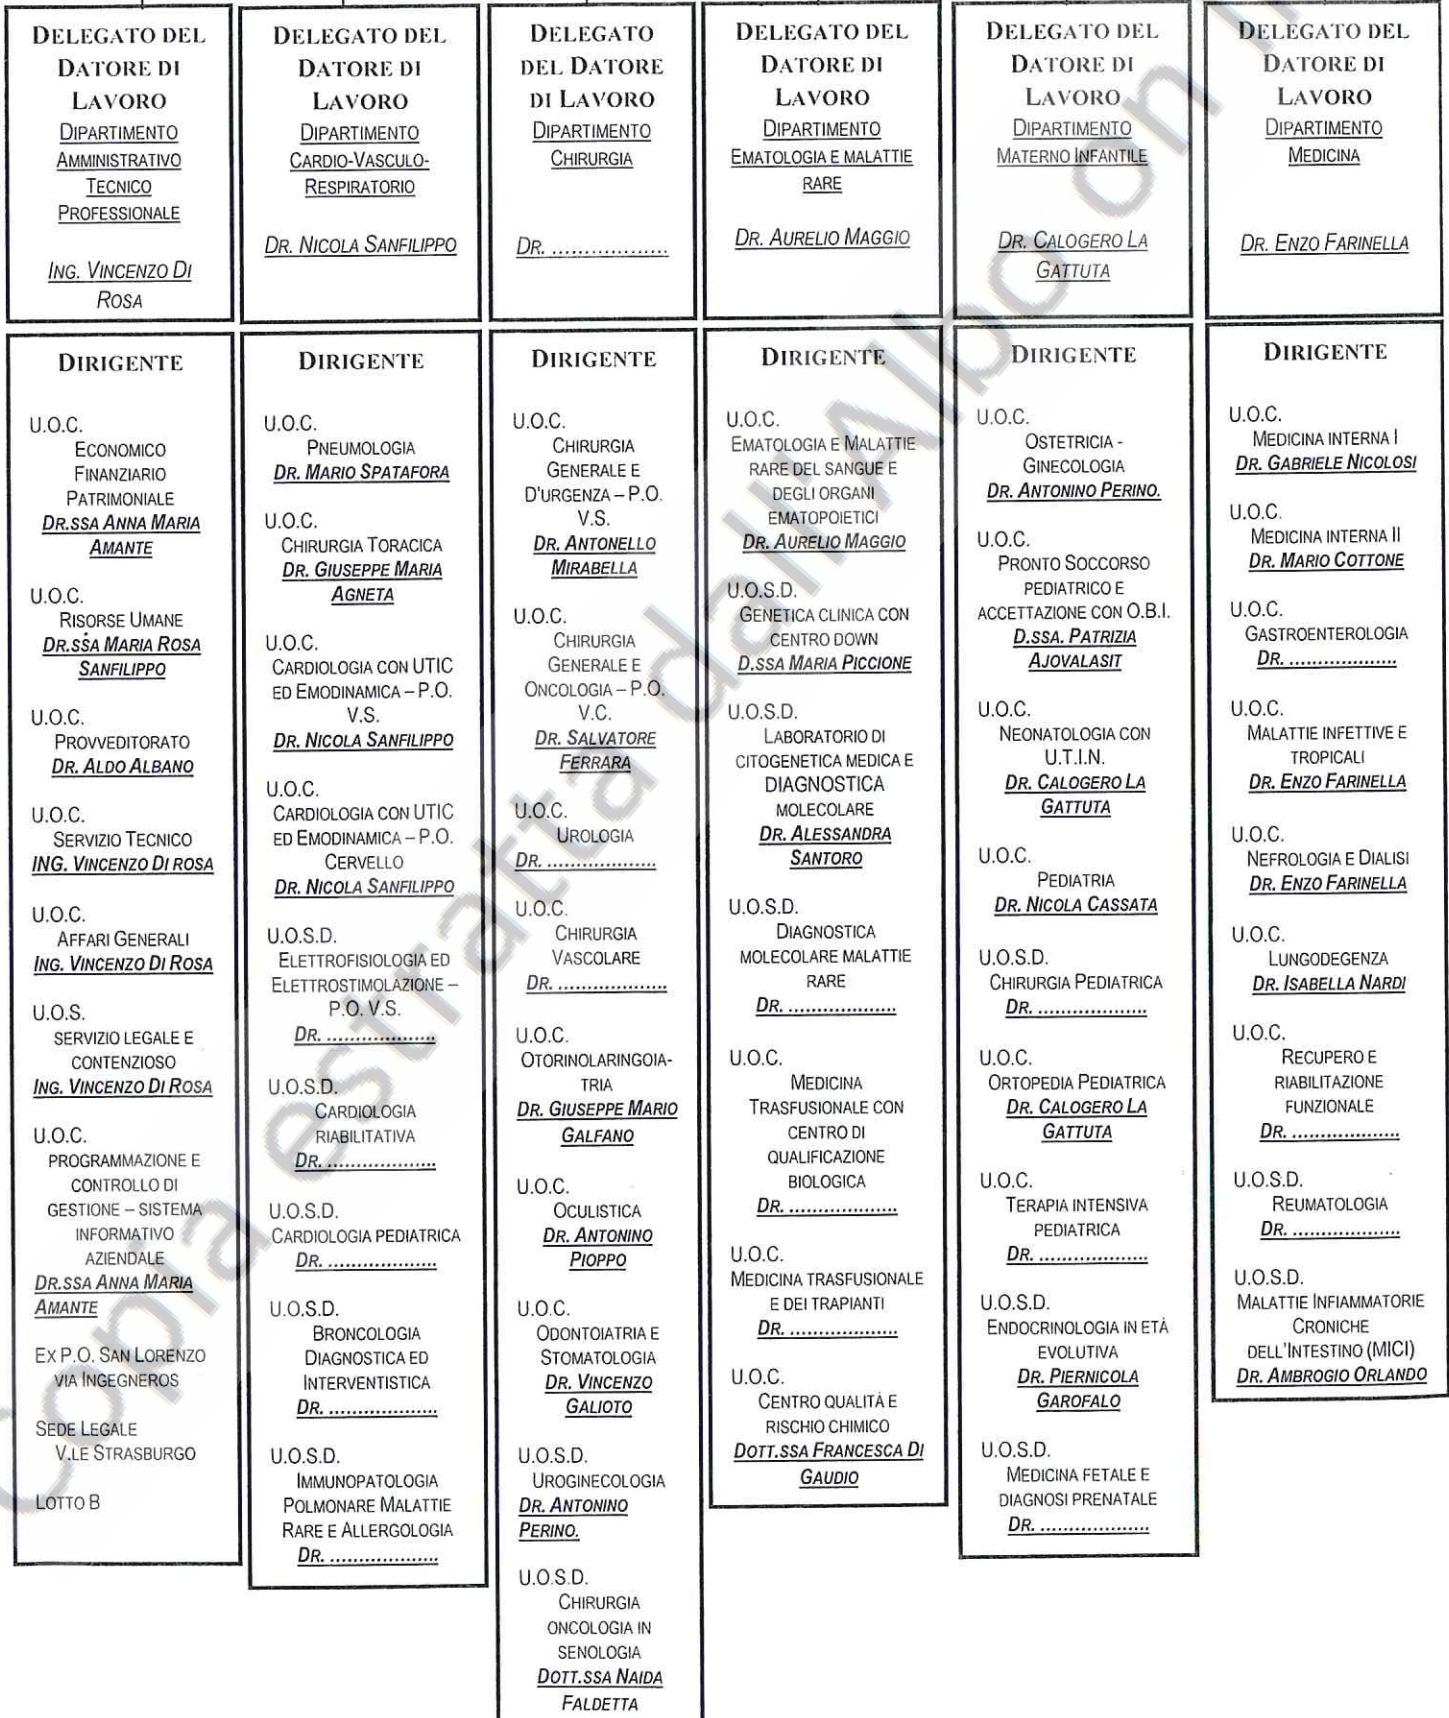 DELEGATO DEL
DATORE DI
LAVORO
DIPARTIMENTO
AMMINISTRATIVO
TECNICO
PROFESSIONALE
ING. VINCENZO DI
ROSA
DELEGATO DEL
DATORE DI
LAVORO
DIPARTIMENTO
CARDIO-VASCULO-
RESPIRATORIO
DR. NICOLA SANFILIPPO
DELEGATO
DEL DATORE
DI LAVORO
DIPARTIMENTO
CHIRURGIA
DR. ..................
DELEGATO DEL
DATORE DI
LAVORO
DIPARTIMENTO
EMATOLOGIA E MALATTIE
RARE
DR. AURELIO MAGGIO
DELEGATO DEL
DATORE DI
LAVORO
DIPARTIMENTO
MATERNO INFANTILE
DR. CALOGERO LA
GATTUTA
DELEGATO DEL
DATORE DI
LAVORO
DIPARTIMENTO
MEDICINA
DR. ENZO FARINELLA
DIRIGENTE
U.O.C.
ECONOMICO
FINANZIARIO
PATRIMONIALE
DR.SSA ANNA MARIA
AMANTE
U.O.C.
RISORSE UMANE
DR.SSA MARIA ROSA
SANFILIPPO
U.O.C.
PROVVEDITORATO
DR. ALDO ALBANO
U.O.C.
SERVIZIO TECNICO
ING. VINCENZO DI ROSA
U.O.C.
AFFARI GENERALI
ING. VINCENZO DI ROSA
U.O.S.
SERVIZIO LEGALE E
CONTENZIOSO
ING. VINCENZO DI ROSA
U.O.C.
PROGRAMMAZIONE E
CONTROLLO DI
GESTIONE – SISTEMA
INFORMATIVO
AZIENDALE
DR.SSA ANNA MARIA
AMANTE
EX P.O. SAN LORENZO
VIA INGEGNEROS
SEDE LEGALE
V.LE STRASBURGO
LOTTO B
DIRIGENTE
U.O.C.
PNEUMOLOGIA
DR. MARIO SPATAFORA
U.O.C.
CHIRURGIA TORACICA
DR. GIUSEPPE MARIA
AGNETA
U.O.C.
CARDIOLOGIA CON UTIC
ED EMODINAMICA – P.O.
V.S.
DR. NICOLA SANFILIPPO
U.O.C.
CARDIOLOGIA CON UTIC
ED EMODINAMICA – P.O.
CERVELLO
DR. NICOLA SANFILIPPO
U.O.S.D.
ELETTROFISIOLOGIA ED
ELETTROSTIMOLAZIONE –
P.O. V.S.
DR. ..................
U.O.S.D.
CARDIOLOGIA
RIABILITATIVA
DR. ..................
U.O.S.D.
CARDIOLOGIA PEDIATRICA
DR. ..................
U.O.S.D.
BRONCOLOGIA
DIAGNOSTICA ED
INTERVENTISTICA
DR. ..................
U.O.S.D.
IMMUNOPATOLOGIA
POLMONARE MALATTIE
RARE E ALLERGOLOGIA
DR. ..................
DIRIGENTE
U.O.C.
CHIRURGIA
GENERALE E
D'URGENZA – P.O.
V.S.
DR. ANTONELLO
MIRABELLA
U.O.C.
CHIRURGIA
GENERALE E
ONCOLOGIA – P.O.
V.C.
DR. SALVATORE
FERRARA
U.O.C.
UROLOGIA
DR. ..................
U.O.C.
CHIRURGIA
VASCOLARE
DR. ..................
U.O.C.
OTORINOLARINGOIA-
TRIA
DR. GIUSEPPE MARIO
GALFANO
U.O.C.
OCULISTICA
DR. ANTONINO
PIOPPO
U.O.C.
ODONTOIATRIA E
STOMATOLOGIA
DR. VINCENZO
GALIOTO
U.O.S.D.
UROGINECOLOGIA
DR. ANTONINO
PERINO.
U.O.S.D.
CHIRURGIA
ONCOLOGIA IN
SENOLOGIA
DOTT.SSA NAIDA
FALDETTA
DIRIGENTE
U.O.C.
EMATOLOGIA E MALATTIE
RARE DEL SANGUE E
DEGLI ORGANI
EMATOPOIETICI
DR. AURELIO MAGGIO
U.O.S.D.
GENETICA CLINICA CON
CENTRO DOWN
D.SSA MARIA PICCIONE
U.O.S.D.
LABORATORIO DI
CITOGENETICA MEDICA E
DIAGNOSTICA
MOLECOLARE
DR. ALESSANDRA
SANTORO
U.O.S.D.
DIAGNOSTICA
MOLECOLARE MALATTIE
RARE
DR. ..................
U.O.C.
MEDICINA
TRASFUSIONALE CON
CENTRO DI
QUALIFICAZIONE
BIOLOGICA
DR. ..................
U.O.C.
MEDICINA TRASFUSIONALE
E DEI TRAPIANTI
DR. ..................
U.O.C.
CENTRO QUALITÀ E
RISCHIO CHIMICO
DOTT.SSA FRANCESCA DI
GAUDIO
DIRIGENTE
U.O.C.
OSTETRICIA -
GINECOLOGIA
DR. ANTONINO PERINO.
U.O.C.
PRONTO SOCCORSO
PEDIATRICO E
ACCETTAZIONE CON O.B.I.
D.SSA. PATRIZIA
AJOVALASIT
U.O.C.
NEONATOLOGIA CON
U.T.I.N.
DR. CALOGERO LA
GATTUTA
U.O.C.
PEDIATRIA
DR. NICOLA CASSATA
U.O.S.D.
CHIRURGIA PEDIATRICA
DR. ..................
U.O.C.
ORTOPEDIA PEDIATRICA
DR. CALOGERO LA
GATTUTA
U.O.C.
TERAPIA INTENSIVA
PEDIATRICA
DR. ..................
U.O.S.D.
ENDOCRINOLOGIA IN ETÀ
EVOLUTIVA
DR. PIERNICOLA
GAROFALO
U.O.S.D.
MEDICINA FETALE E
DIAGNOSI PRENATALE
DR. ..................
DIRIGENTE
U.O.C.
MEDICINA INTERNA I
DR. GABRIELE NICOLOSI
U.O.C.
MEDICINA INTERNA II
DR. MARIO COTTONE
U.O.C.
GASTROENTEROLOGIA
DR. ..................
U.O.C.
MALATTIE INFETTIVE E
TROPICALI
DR. ENZO FARINELLA
U.O.C.
NEFROLOGIA E DIALISI
DR. ENZO FARINELLA
U.O.C.
LUNGODEGENZA
DR. ISABELLA NARDI
U.O.C.
RECUPERO E
RIABILITAZIONE
FUNZIONALE
DR. ..................
U.O.S.D.
REUMATOLOGIA
DR. ..................
U.O.S.D.
MALATTIE INFIAMMATORIE
CRONICHE
DELL'INTESTINO (MICI)
DR. AMBROGIO ORLANDO
Copia estratta dall'Albo on